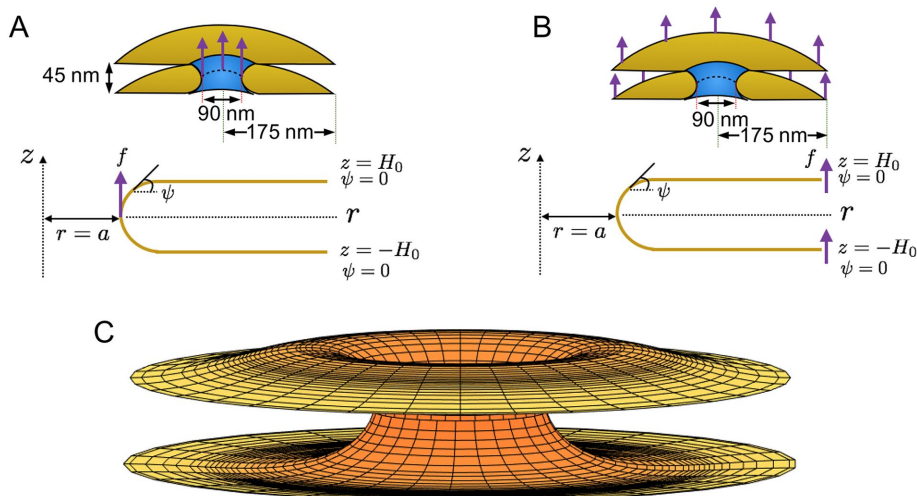 A
45 nm
90 nm
175 nm
z
f
ψ
z = H₀
ψ = 0
r
r = a
z = −H₀
ψ = 0
B
90 nm
175 nm
z
ψ
f
z = H₀
ψ = 0
r
r = a
z = −H₀
ψ = 0
C